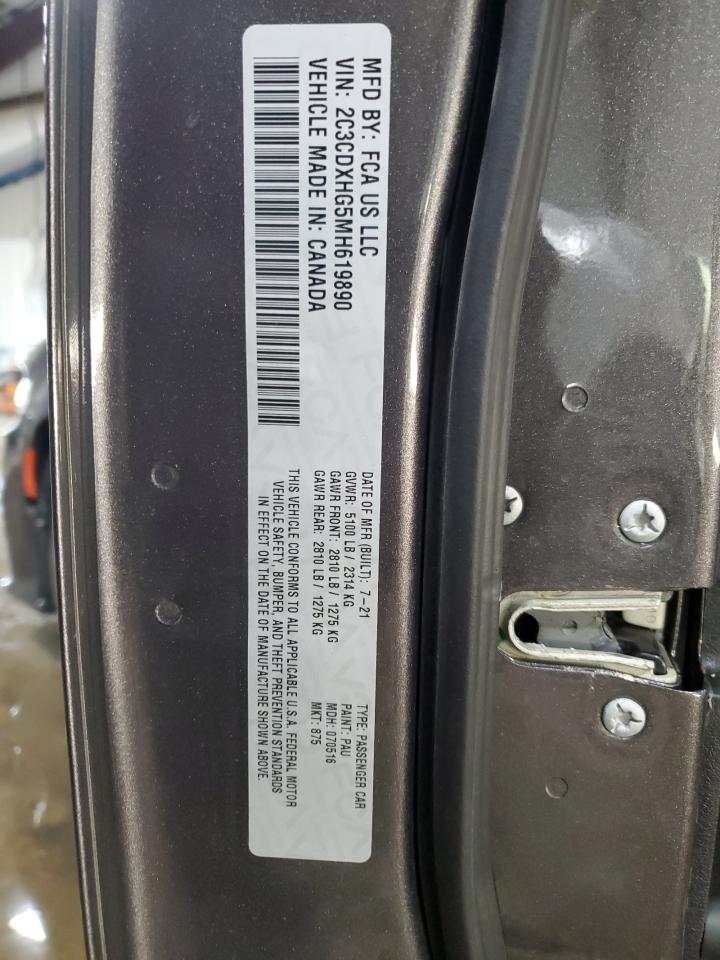 MFD BY: FCA US LLC
VIN: 2C3CDXHG5MH619890
VEHICLE MADE IN: CANADA
DATE OF MFR (BUILT): 7-21
GVWR: 5100 LB / 2314 KG
GAWR FRONT: 2810 LB / 1275 KG
GAWR REAR: 2810 LB / 1275 KG
TYPE: PASSENGER CAR
PAINT: PAU
MDH: 070516
MKT: 875
THIS VEHICLE CONFORMS TO ALL APPLICABLE U.S.A. FEDERAL MOTOR
VEHICLE SAFETY, BUMPER, AND THEFT PREVENTION STANDARDS
IN EFFECT ON THE DATE OF MANUFACTURE SHOWN ABOVE.